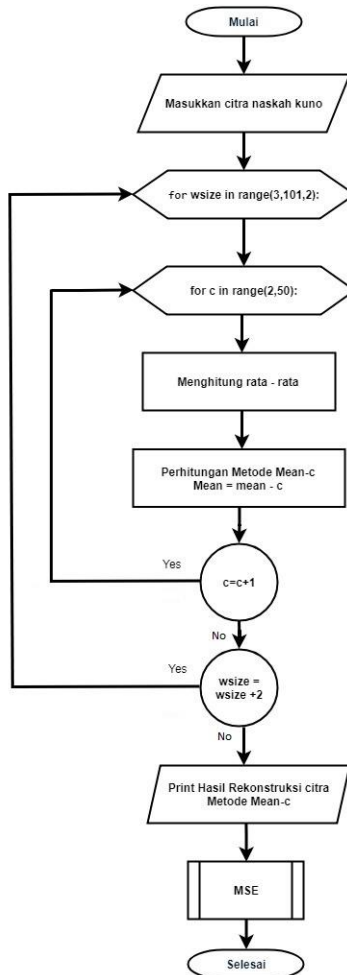 Mulai
Masukkan citra naskah kuno
for wsize in range(3,101,2):
for c in range(2,50):
Menghitung rata - rata
Perhitungan Metode Mean-c
Mean = mean - c
Yes
c=c+1
No
Yes
wsize =
wsize +2
No
Print Hasil Rekonstruksi citra
Metode Mean-c
MSE
Selesai